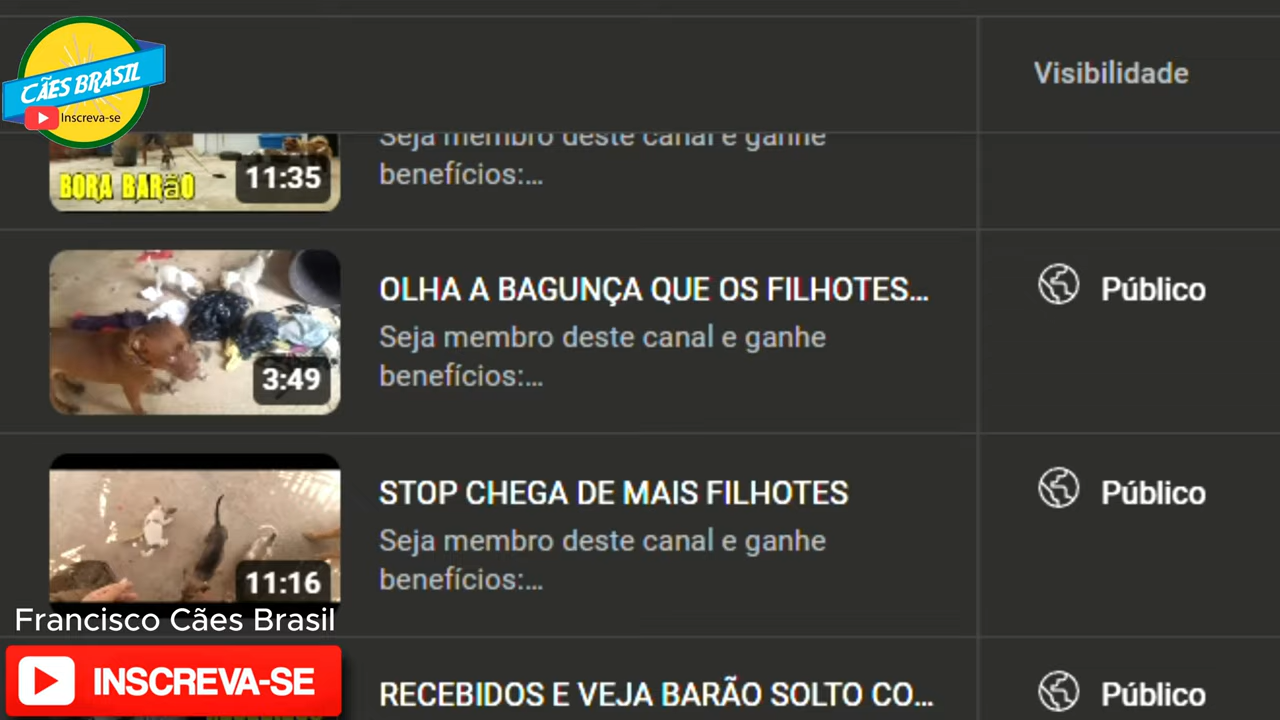 CÃES BRASIL
Inscreva-se
Visibilidade
Seja membro deste canal e ganhe
benefícios:...
BORA BARãO
11:35
OLHA A BAGUNÇA QUE OS FILHOTES...
Público
Seja membro deste canal e ganhe
benefícios:...
3:49
STOP CHEGA DE MAIS FILHOTES
Público
Seja membro deste canal e ganhe
benefícios:...
11:16
Francisco Cães Brasil
INSCREVA-SE
RECEBIDOS E VEJA BARÃO SOLTO CO...
Público